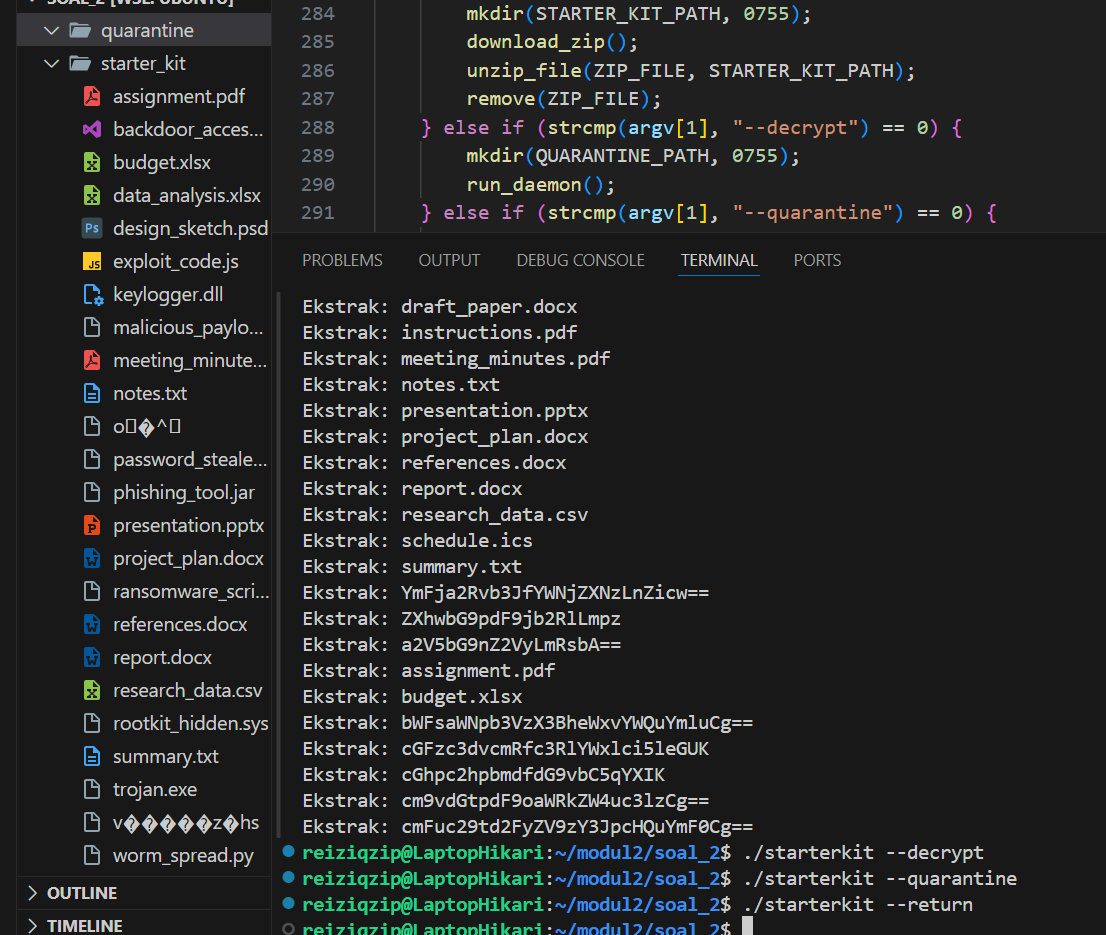 SOAL_2 [WSL: UBUNTU]
quarantine
starter_kit
assignment.pdf
backdoor_acces...
budget.xlsx
data_analysis.xlsx
design_sketch.psd
exploit_code.js
keylogger.dll
malicious_paylo...
meeting_minute...
notes.txt
o▯�^▯
password_steale...
phishing_tool.jar
presentation.pptx
project_plan.docx
ransomware_scri...
references.docx
report.docx
research_data.csv
rootkit_hidden.sys
summary.txt
trojan.exe
v�����z�hs
worm_spread.py
OUTLINE
TIMELINE
284 mkdir(STARTER_KIT_PATH, 0755);
285 download_zip();
286 unzip_file(ZIP_FILE, STARTER_KIT_PATH);
287 remove(ZIP_FILE);
288 } else if (strcmp(argv[1], "--decrypt") == 0) {
289 mkdir(QUARANTINE_PATH, 0755);
290 run_daemon();
291 } else if (strcmp(argv[1], "--quarantine") == 0) {
PROBLEMS OUTPUT DEBUG CONSOLE TERMINAL PORTS
Ekstrak: draft_paper.docx
Ekstrak: instructions.pdf
Ekstrak: meeting_minutes.pdf
Ekstrak: notes.txt
Ekstrak: presentation.pptx
Ekstrak: project_plan.docx
Ekstrak: references.docx
Ekstrak: report.docx
Ekstrak: research_data.csv
Ekstrak: schedule.ics
Ekstrak: summary.txt
Ekstrak: YmFja2Rvb3JfYWNjZXNzLnZicw==
Ekstrak: ZXhwbG9pdF9jb2RlLmpz
Ekstrak: a2V5bG9nZ2VyLmRsbA==
Ekstrak: assignment.pdf
Ekstrak: budget.xlsx
Ekstrak: bWFsaWNpb3VzX3BheWxvYWQuYmluCg==
Ekstrak: cGFzc3dvcmRfc3RlYWxlci5leGUK
Ekstrak: cGhpc2hpbmdfdG9vbC5qYXIK
Ekstrak: cm9vdGtpdF9oaWRkZW4uc3lzCg==
Ekstrak: cmFuc29td2FyZV9zY3JpcHQuYmF0Cg==
reiziqzip@LaptopHikari:~/modul2/soal_2$ ./starterkit --decrypt
reiziqzip@LaptopHikari:~/modul2/soal_2$ ./starterkit --quarantine
reiziqzip@LaptopHikari:~/modul2/soal_2$ ./starterkit --return
reiziqzip@LaptopHikari:~/modul2/soal_2$